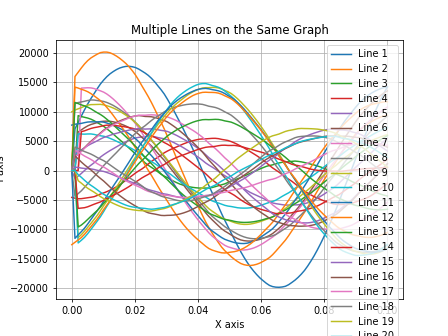 Multiple Lines on the Same Graph
20000
15000
10000
5000
0
−5000
−10000
−15000
−20000
0.00
0.02
0.04
0.06
0.08
X axis
Line 1
Line 2
Line 3
Line 4
Line 5
Line 6
Line 7
Line 8
Line 9
Line 10
Line 11
Line 12
Line 13
Line 14
Line 15
Line 16
Line 17
Line 18
Line 19
Line 20